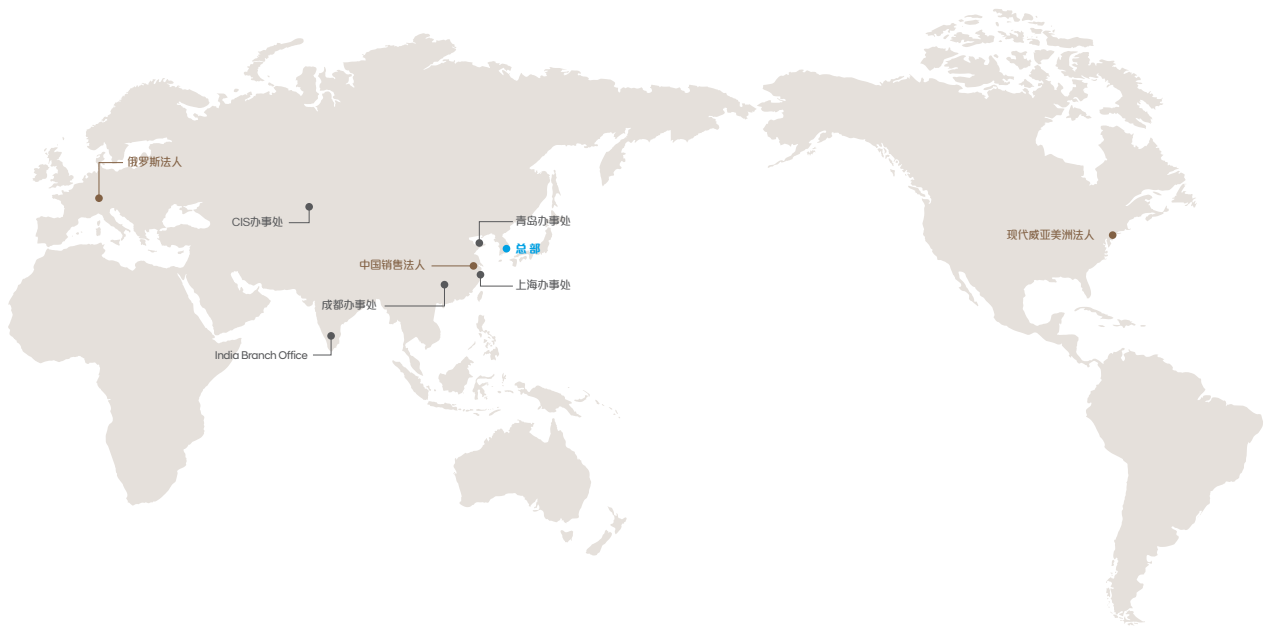 俄罗斯法人
CIS办事处
青岛办事处
总部
现代威亚美洲法人
中国销售法人
上海办事处
成都办事处
India Branch Office